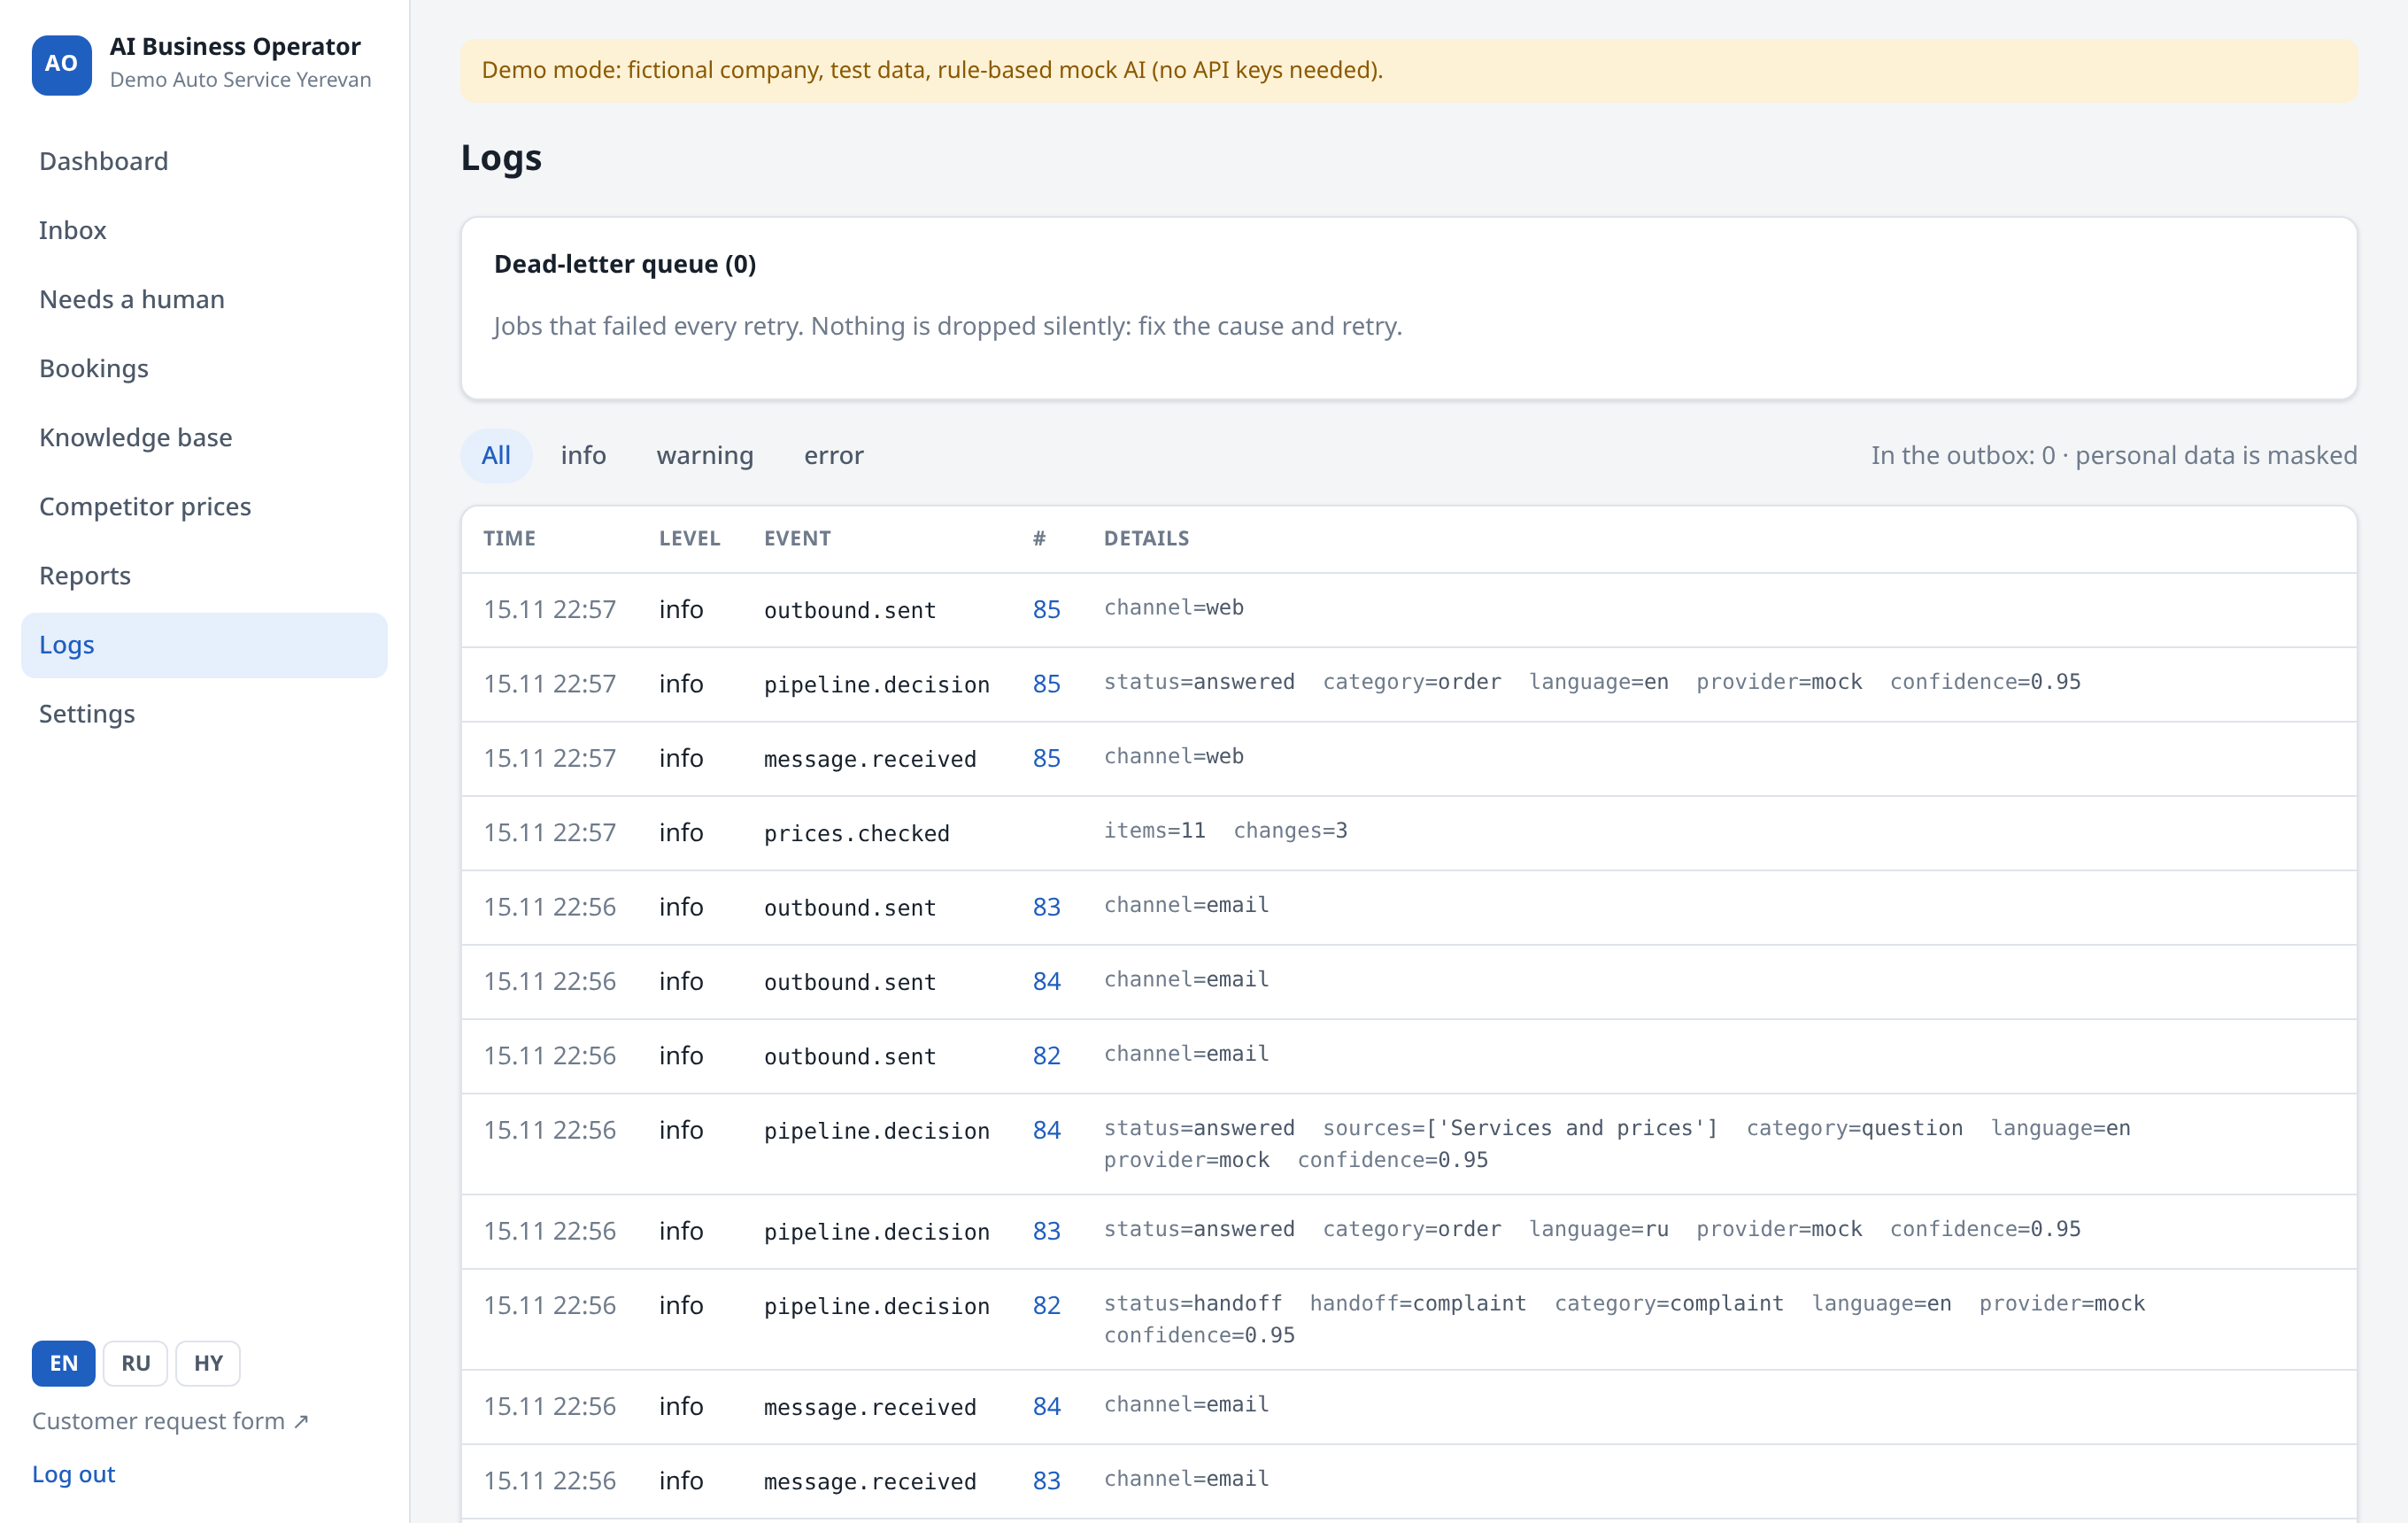 AO
AI Business Operator
Demo Auto Service Yerevan
Dashboard
Inbox
Needs a human
Bookings
Knowledge base
Competitor prices
Reports
Logs
Settings
EN RU HY
Customer request form ↗
Log out
Demo mode: fictional company, test data, rule-based mock AI (no API keys needed).
Logs
Dead-letter queue (0)
Jobs that failed every retry. Nothing is dropped silently: fix the cause and retry.
All info warning error In the outbox: 0 · personal data is masked
TIME LEVEL EVENT # DETAILS
15.11 22:57 info outbound.sent 85 channel=web
15.11 22:57 info pipeline.decision 85 status=answered category=order language=en provider=mock confidence=0.95
15.11 22:57 info message.received 85 channel=web
15.11 22:57 info prices.checked items=11 changes=3
15.11 22:56 info outbound.sent 83 channel=email
15.11 22:56 info outbound.sent 84 channel=email
15.11 22:56 info outbound.sent 82 channel=email
15.11 22:56 info pipeline.decision 84 status=answered sources=['Services and prices'] category=question language=en
provider=mock confidence=0.95
15.11 22:56 info pipeline.decision 83 status=answered category=order language=ru provider=mock confidence=0.95
15.11 22:56 info pipeline.decision 82 status=handoff handoff=complaint category=complaint language=en provider=mock
confidence=0.95
15.11 22:56 info message.received 84 channel=email
15.11 22:56 info message.received 83 channel=email